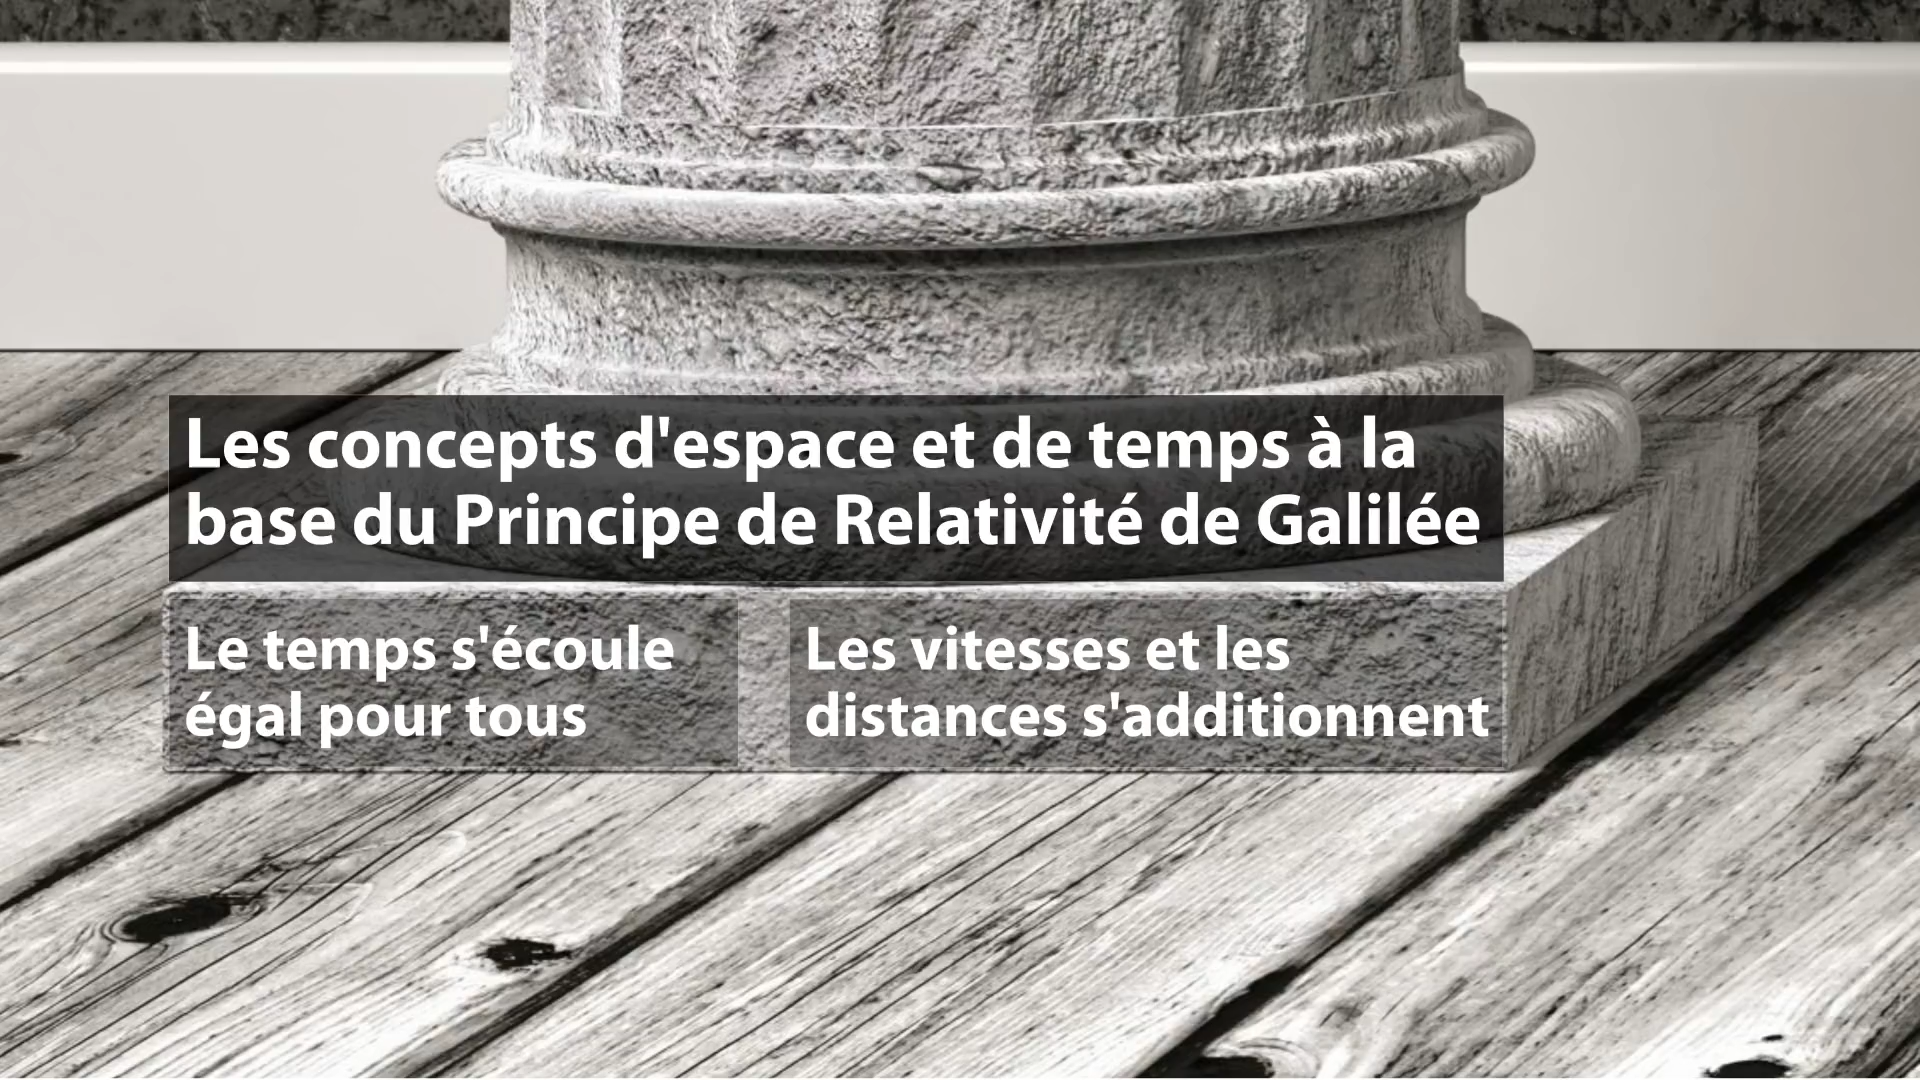 Les concepts d'espace et de temps à la
base du Principe de Relativité de Galilée
Le temps s'écoule
égal pour tous
Les vitesses et les
distances s'additionnent